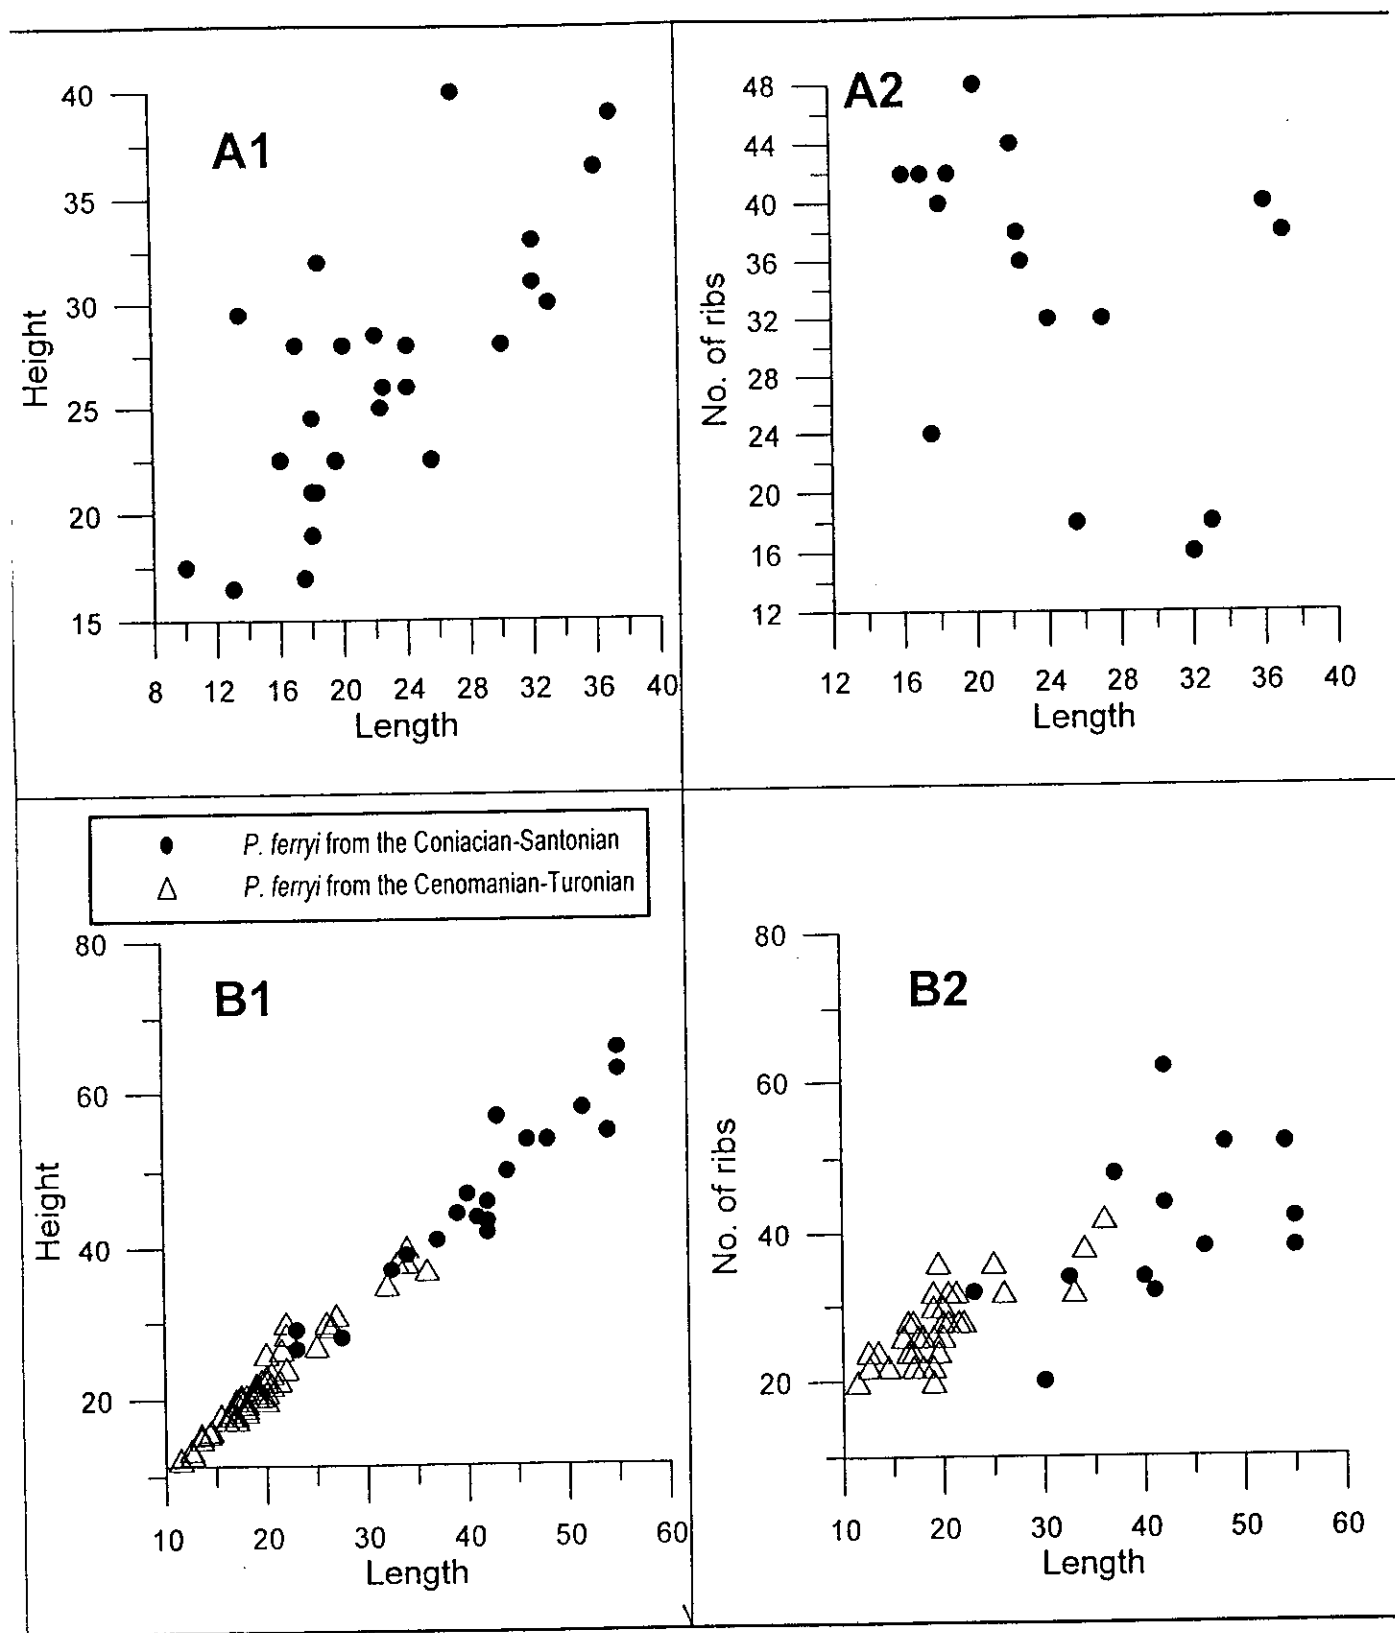 A1
40
35
30
25
20
15
Height
8 12 16 20 24 28 32 36 40
Length
A2
48
44
40
36
32
28
24
20
16
12
No. of ribs
12 16 20 24 28 32 36 40
Length
P. ferryi from the Coniacian-Santonian
P. ferryi from the Cenomanian-Turonian
B1
80
60
40
20
Height
10 20 30 40 50 60
Length
B2
80
60
40
20
No. of ribs
10 20 30 40 50 60
Length